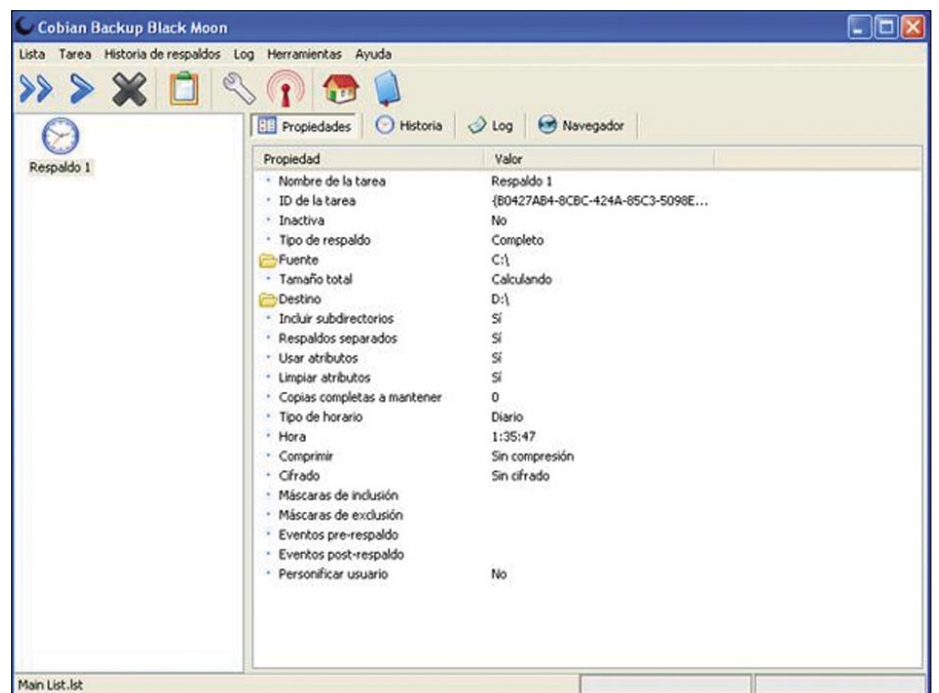 Cobian Backup Black Moon
Lista Tarea Historia de respaldos Log Herramientas Ayuda
Propiedades Historia Log Navegador
Respaldo 1
Propiedad Valor
Nombre de la tarea Respaldo 1
ID de la tarea {B0427AB4-8CBC-424A-85C3-5098E...
Inactiva No
Tipo de respaldo Completo
Fuente C:\
Tamaño total Calculando
Destino D:\
Incluir subdirectorios Sí
Respaldos separados Sí
Usar atributos Sí
Limpiar atributos Sí
Copias completas a mantener 0
Tipo de horario Diario
Hora 1:35:47
Comprimir Sin compresión
Cifrado Sin cifrado
Máscaras de inclusión
Máscaras de exclusión
Eventos pre-respaldo
Eventos post-respaldo
Personificar usuario No
Main List.lst